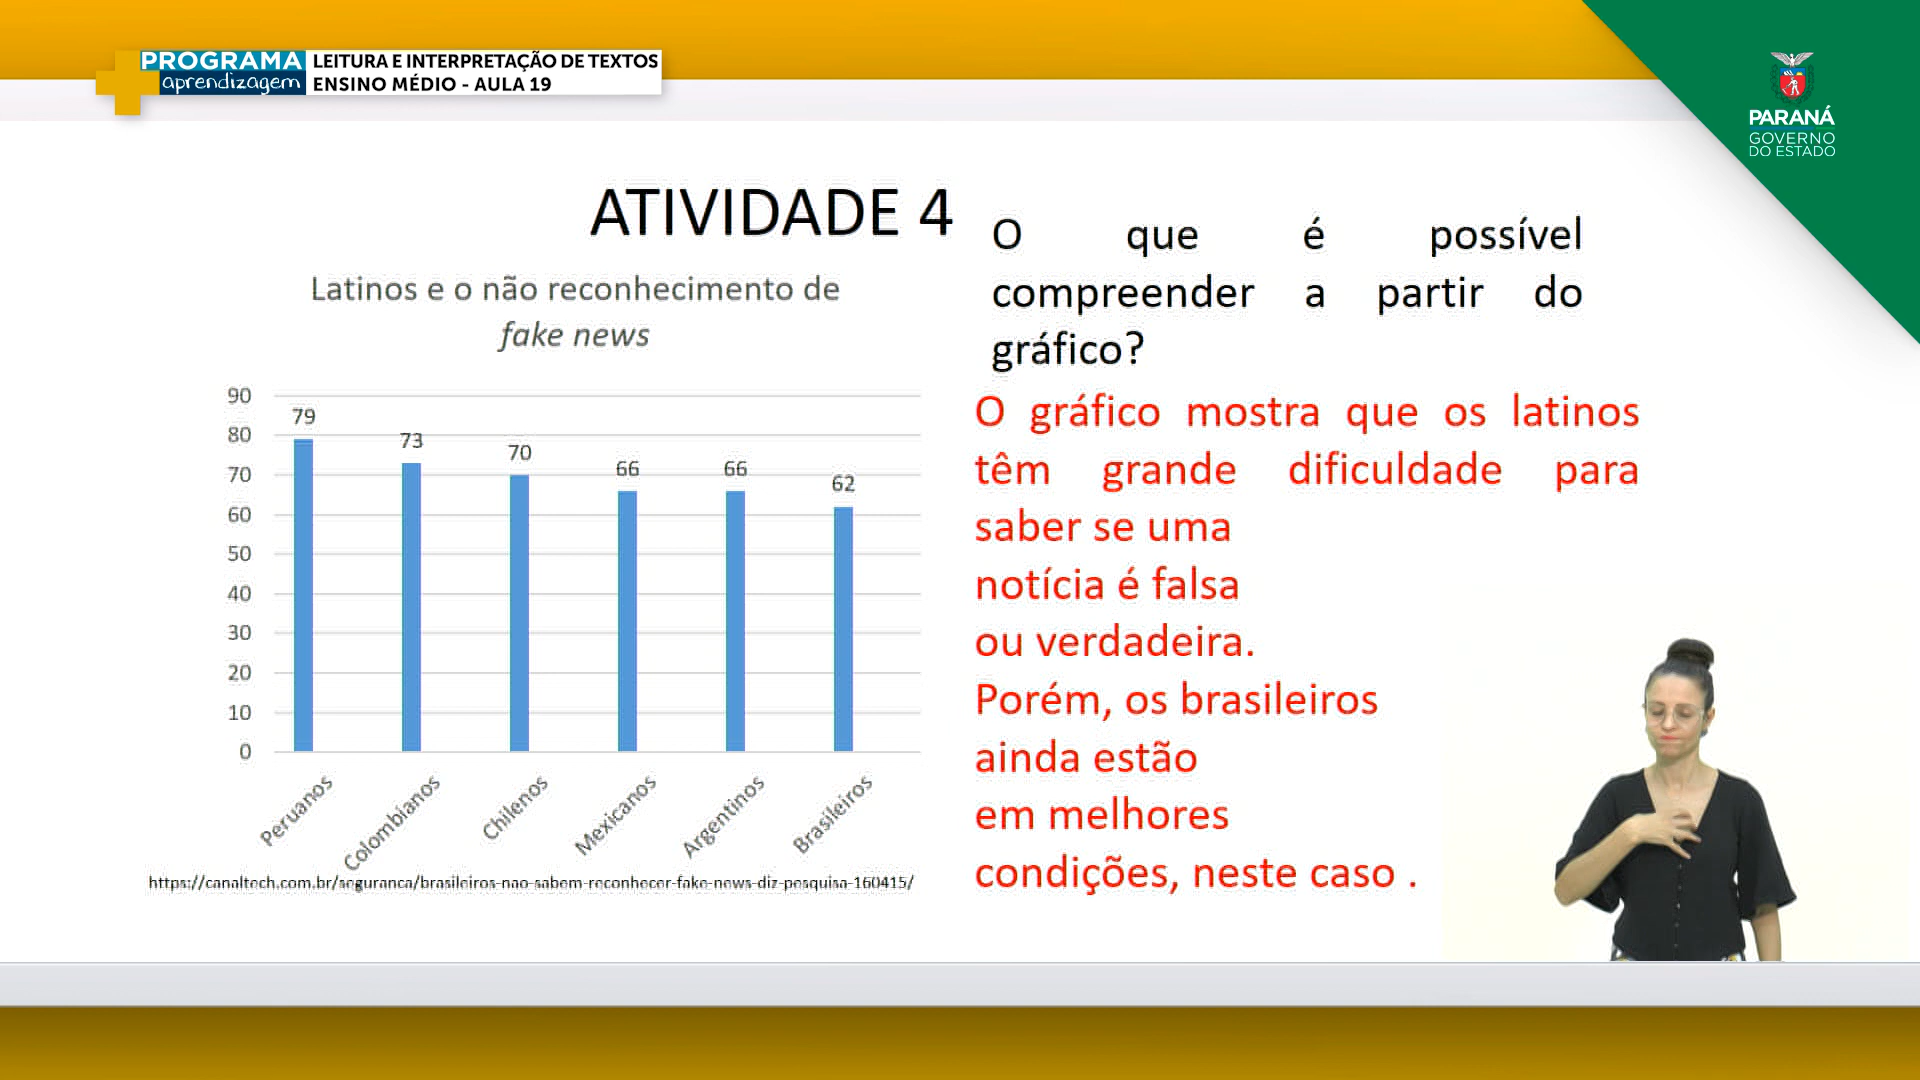 PROGRAMA
aprendizagem
LEITURA E INTERPRETAÇÃO DE TEXTOS
ENSINO MÉDIO - AULA 19
PARANÁ
GOVERNO
DO ESTADO
ATIVIDADE 4
Latinos e o não reconhecimento de
fake news
90
80
70
60
50
40
30
20
10
0
79
73
70
66
66
62
Peruanos
Colombianos
Chilenos
Mexicanos
Argentinos
Brasileiros
https://canaltech.com.br/seguranca/brasileiros-nao-sabem-reconhecer-fake-news-diz-pesquisa-160415/
O que é possível
compreender a partir do
gráfico?
O gráfico mostra que os latinos
têm grande dificuldade para
saber se uma
notícia é falsa
ou verdadeira.
Porém, os brasileiros
ainda estão
em melhores
condições, neste caso .